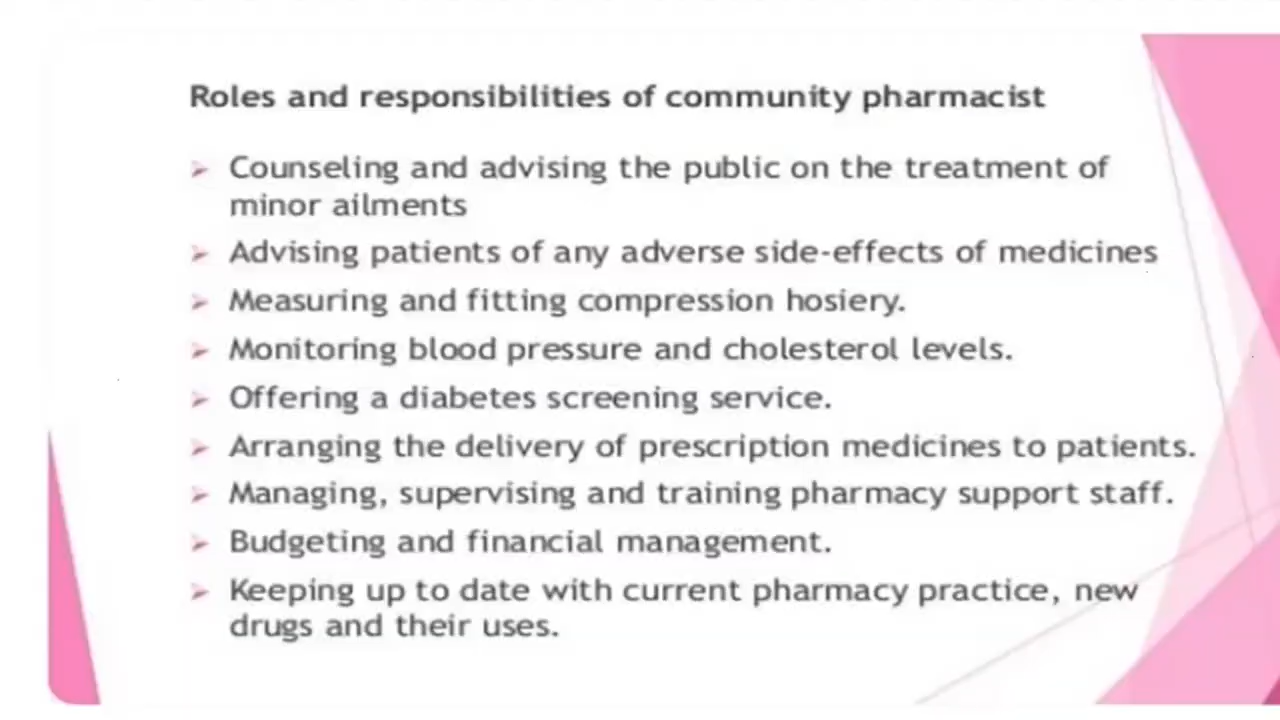 Roles and responsibilities of community pharmacist
Counseling and advising the public on the treatment of
minor ailments
Advising patients of any adverse side-effects of medicines
Measuring and fitting compression hosiery.
Monitoring blood pressure and cholesterol levels.
Offering a diabetes screening service.
Arranging the delivery of prescription medicines to patients.
Managing, supervising and training pharmacy support staff.
Budgeting and financial management.
Keeping up to date with current pharmacy practice, new
drugs and their uses.